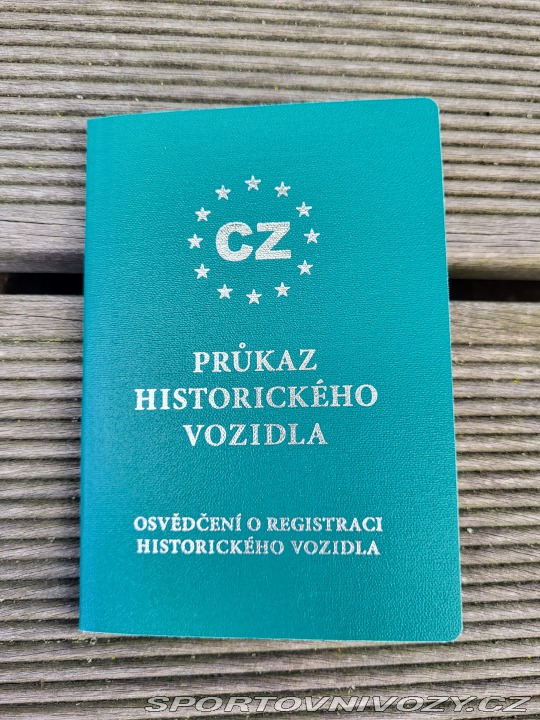 CZ
PRŮKAZ
HISTORICKÉHO
VOZIDLA
OSVĚDČENÍ O REGISTRACI
HISTORICKÉHO VOZIDLA
SPORTOVNIVOZY.CZ